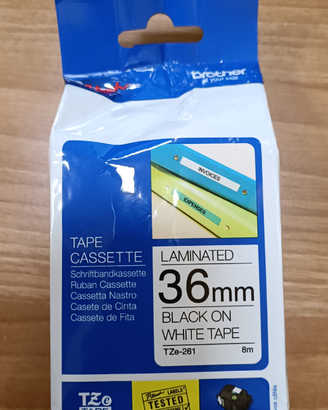 brother
at your side
INVOICES
EXPENSES
TAPE
CASSETTE
Schriftbandkassette
Ruban Cassette
Cassetta Nastro
Casete de Cinta
Cassete de Fita
LAMINATED
36mm
BLACK ON
WHITE TAPE
TZe-261 8m
TZe
TAPE
LABELS
TESTED